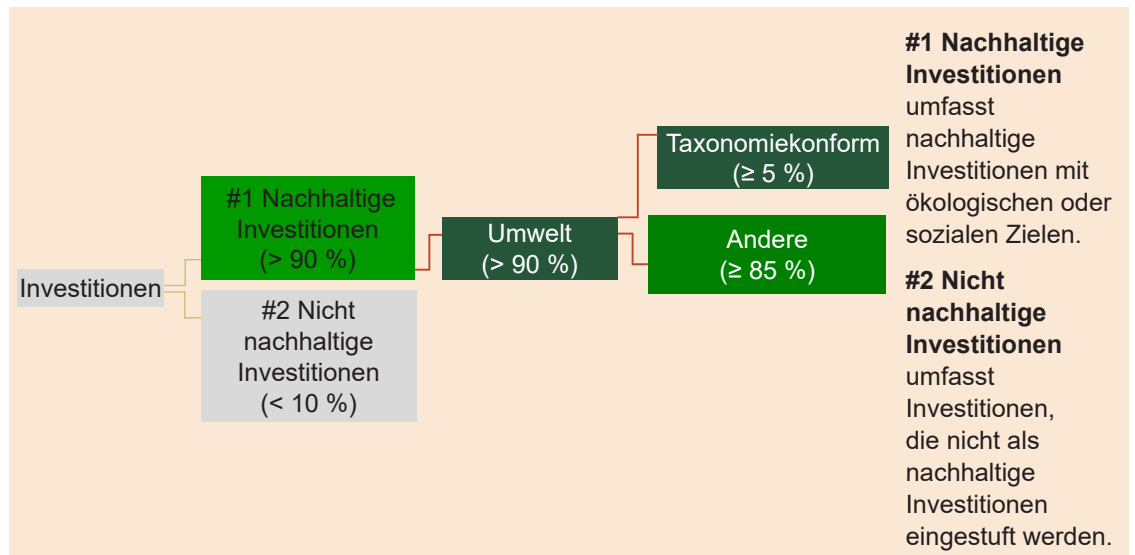 Investitionen
#1 Nachhaltige
Investitionen
(> 90 %)
#2 Nicht
nachhaltige
Investitionen
(< 10 %)
Umwelt
(> 90 %)
Taxonomiekonform
(≥ 5 %)
Andere
(≥ 85 %)
#1 Nachhaltige
Investitionen
umfasst
nachhaltige
Investitionen mit
ökologischen oder
sozialen Zielen.
#2 Nicht
nachhaltige
Investitionen
umfasst
Investitionen,
die nicht als
nachhaltige
Investitionen
eingestuft werden.